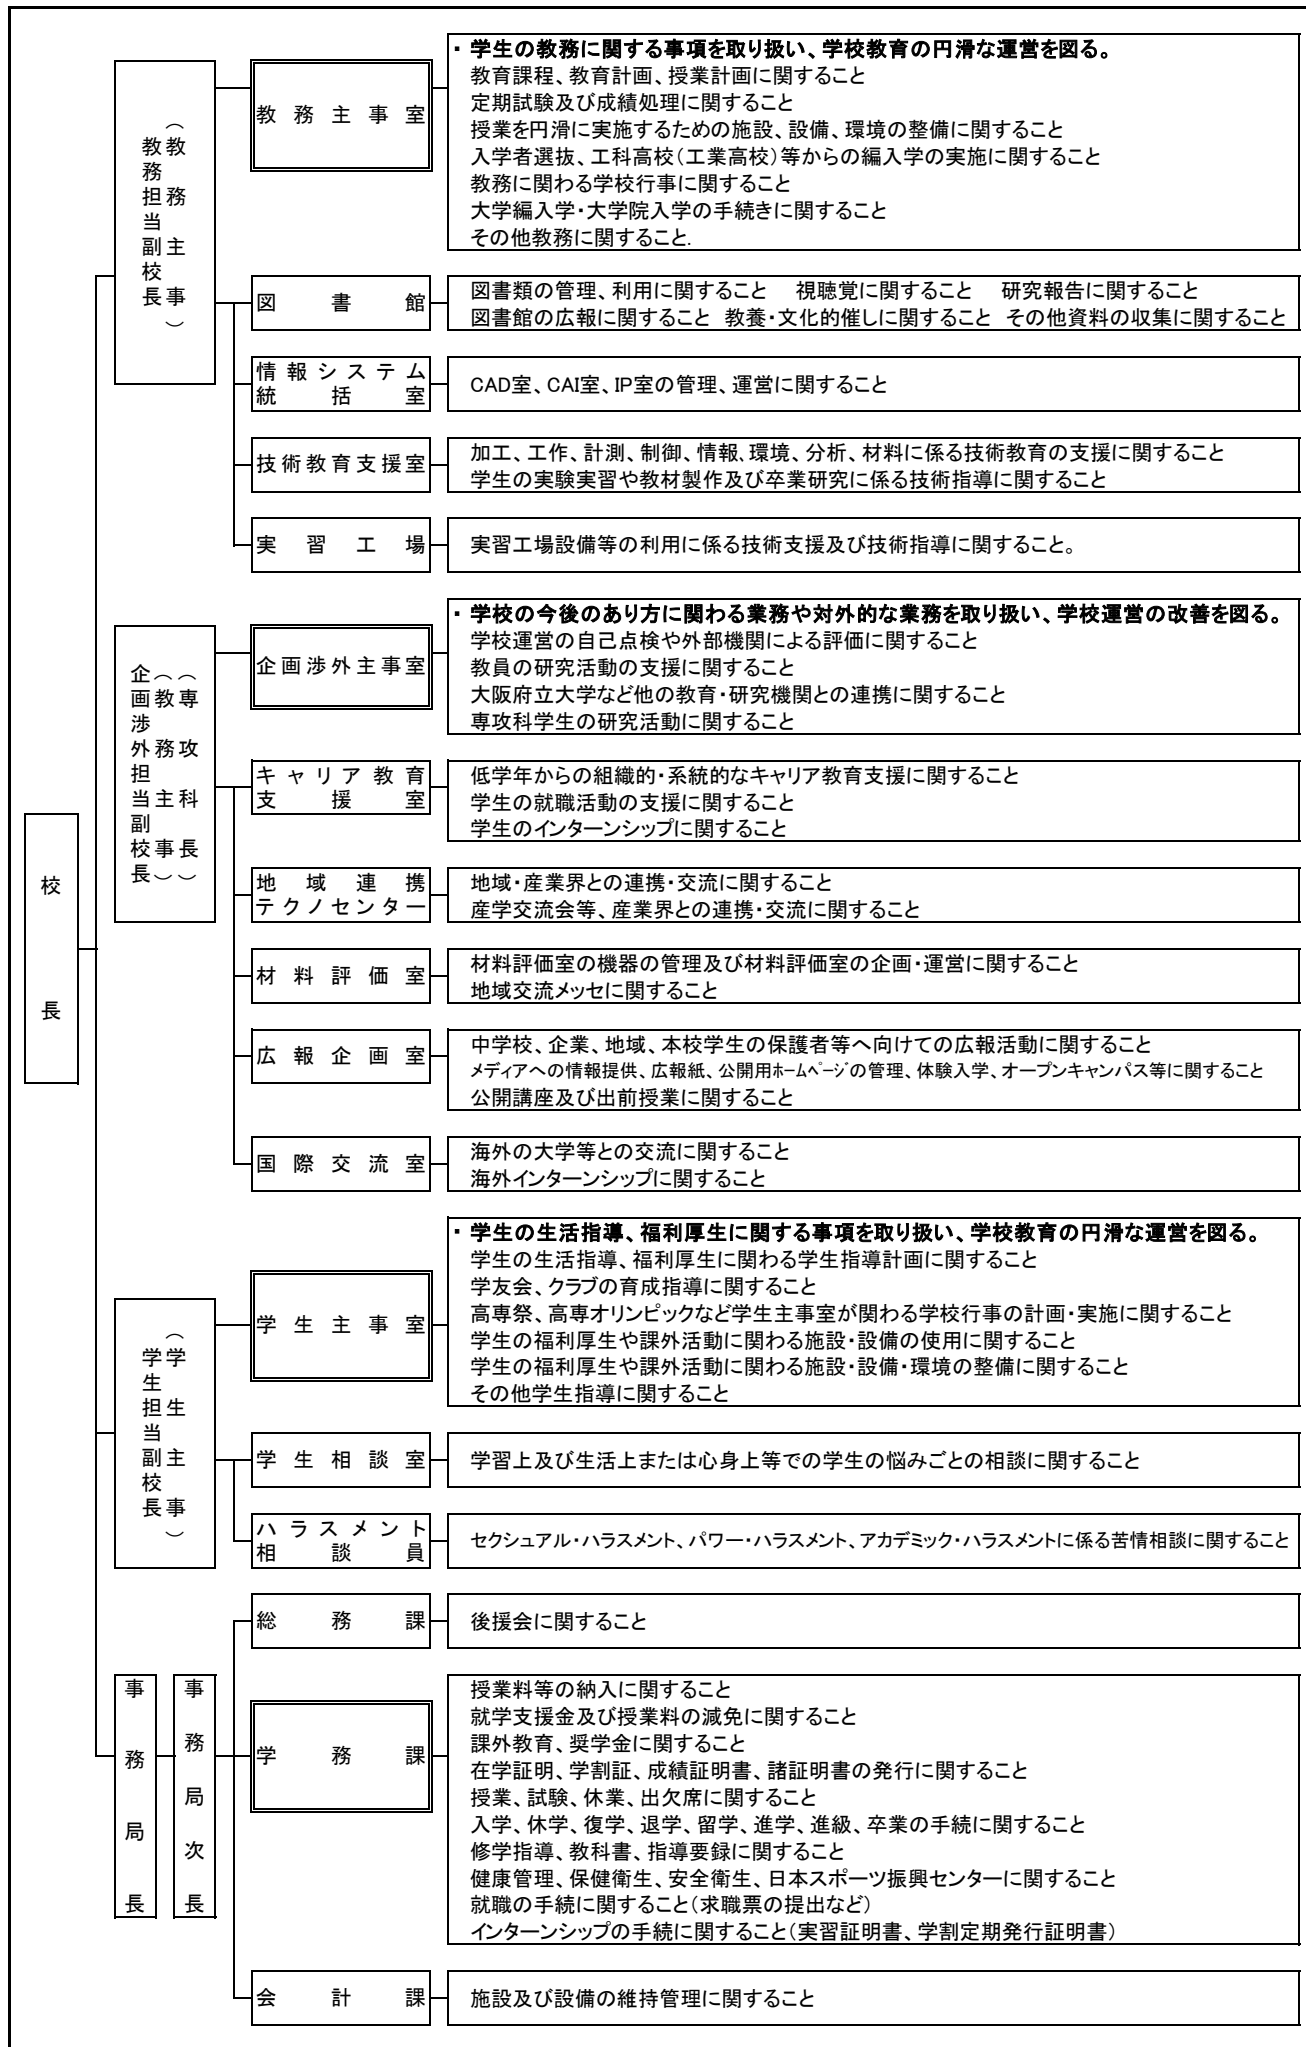 校長
教務担当副校長
（教務主事）
教務主事室
・ 学生の教務に関する事項を取り扱い、学校教育の円滑な運営を図る。
教育課程、教育計画、授業計画に関すること
定期試験及び成績処理に関すること
授業を円滑に実施するための施設、設備、環境の整備に関すること
入学者選抜、工科高校（工業高校）等からの編入学の実施に関すること
教務に関わる学校行事に関すること
大学編入学・大学院入学の手続きに関すること
その他教務に関すること.
図書館
図書類の管理、利用に関すること 視聴覚に関すること 研究報告に関すること
図書館の広報に関すること 教養・文化的催しに関すること その他資料の収集に関すること
情報システム
統括室
CAD室、CAI室、IP室の管理、運営に関すること
技術教育支援室
加工、工作、計測、制御、情報、環境、分析、材料に係る技術教育の支援に関すること
学生の実験実習や教材製作及び卒業研究に係る技術指導に関すること
実習工場
実習工場設備等の利用に係る技術支援及び技術指導に関すること。
企画渉外担当副校長
（教務主事）
（専攻科長）
企画渉外主事室
・ 学校の今後のあり方に関わる業務や対外的な業務を取り扱い、学校運営の改善を図る。
学校運営の自己点検や外部機関による評価に関すること
教員の研究活動の支援に関すること
大阪府立大学など他の教育・研究機関との連携に関すること
専攻科学生の研究活動に関すること
キャリア教育
支援室
低学年からの組織的・系統的なキャリア教育支援に関すること
学生の就職活動の支援に関すること
学生のインターンシップに関すること
地域連携
テクノセンター
地域・産業界との連携・交流に関すること
産学交流会等、産業界との連携・交流に関すること
材料評価室
材料評価室の機器の管理及び材料評価室の企画・運営に関すること
地域交流メッセに関すること
広報企画室
中学校、企業、地域、本校学生の保護者等へ向けての広報活動に関すること
メディアへの情報提供、広報紙、公開用ﾎｰﾑﾍﾟｰｼﾞの管理、体験入学、オープンキャンパス等に関すること
公開講座及び出前授業に関すること
国際交流室
海外の大学等との交流に関すること
海外インターンシップに関すること
学生担当副校長
（学生主事）
学生主事室
・ 学生の生活指導、福利厚生に関する事項を取り扱い、学校教育の円滑な運営を図る。
学生の生活指導、福利厚生に関わる学生指導計画に関すること
学友会、クラブの育成指導に関すること
高専祭、高専オリンピックなど学生主事室が関わる学校行事の計画・実施に関すること
学生の福利厚生や課外活動に関わる施設・設備の使用に関すること
学生の福利厚生や課外活動に関わる施設・設備・環境の整備に関すること
その他学生指導に関すること
学生相談室
学習上及び生活上または心身上等での学生の悩みごとの相談に関すること
ハラスメント
相談員
セクシュアル・ハラスメント、パワー・ハラスメント、アカデミック・ハラスメントに係る苦情相談に関すること
事務局長
事務局次長
総務課
後援会に関すること
学務課
授業料等の納入に関すること
就学支援金及び授業料の減免に関すること
課外教育、奨学金に関すること
在学証明、学割証、成績証明書、諸証明書の発行に関すること
授業、試験、休業、出欠席に関すること
入学、休学、復学、退学、留学、進学、進級、卒業の手続に関すること
修学指導、教科書、指導要録に関すること
健康管理、保健衛生、安全衛生、日本スポーツ振興センターに関すること
就職の手続に関すること（求職票の提出など）
インターンシップの手続に関すること（実習証明書、学割定期発行証明書）
会計課
施設及び設備の維持管理に関すること